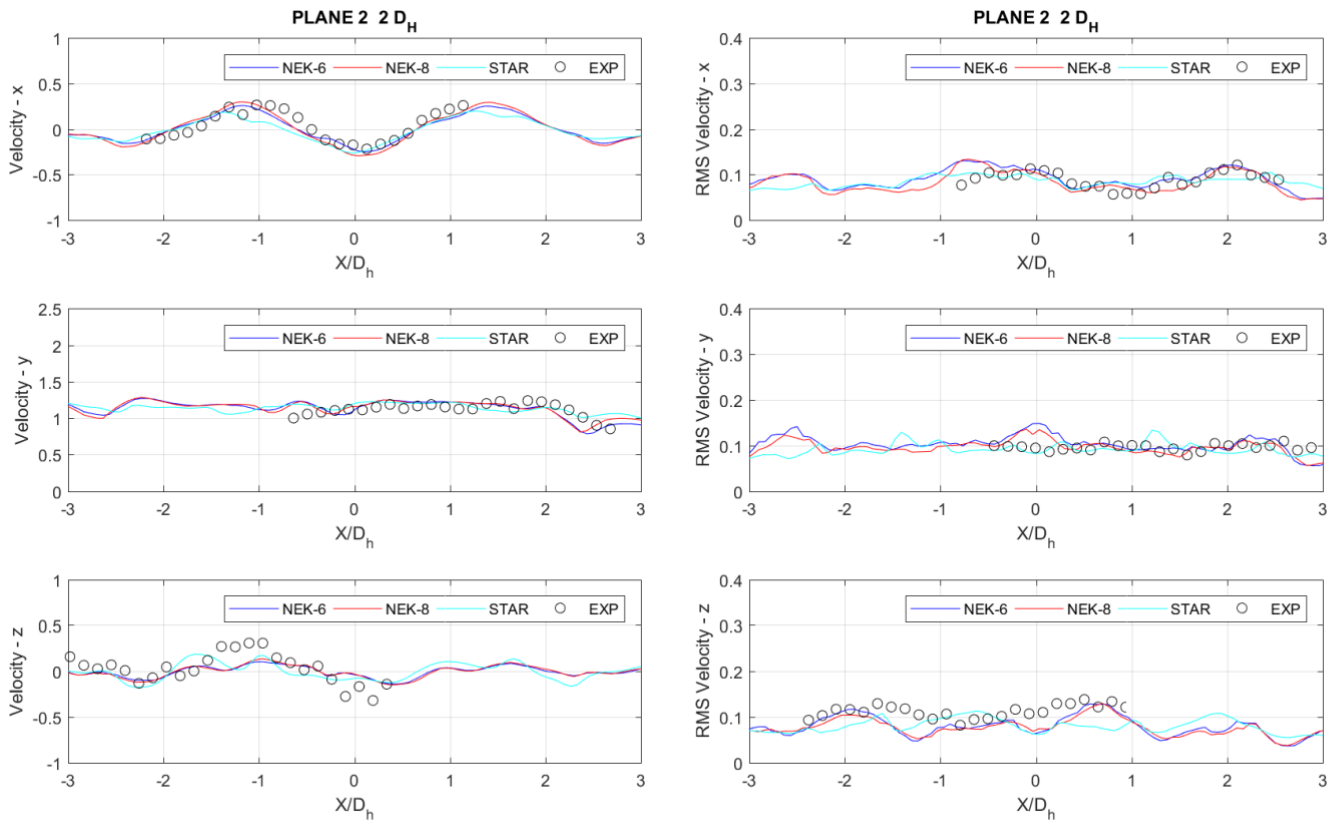 PLANE 2  2 D_H
1
0.5
0
-0.5
-1
Velocity - x
NEK-6 NEK-8 STAR EXP
-3 -2 -1 0 1 2 3
X/D_h
PLANE 2  2 D_H
0.4
0.3
0.2
0.1
0
RMS Velocity - x
NEK-6 NEK-8 STAR EXP
-3 -2 -1 0 1 2 3
X/D_h
2.5
2
1.5
1
0.5
0
Velocity - y
NEK-6 NEK-8 STAR EXP
-3 -2 -1 0 1 2 3
X/D_h
0.4
0.3
0.2
0.1
0
RMS Velocity - y
NEK-6 NEK-8 STAR EXP
-3 -2 -1 0 1 2 3
X/D_h
1
0.5
0
-0.5
-1
Velocity - z
NEK-6 NEK-8 STAR EXP
-3 -2 -1 0 1 2 3
X/D_h
0.4
0.3
0.2
0.1
0
RMS Velocity - z
NEK-6 NEK-8 STAR EXP
-3 -2 -1 0 1 2 3
X/D_h